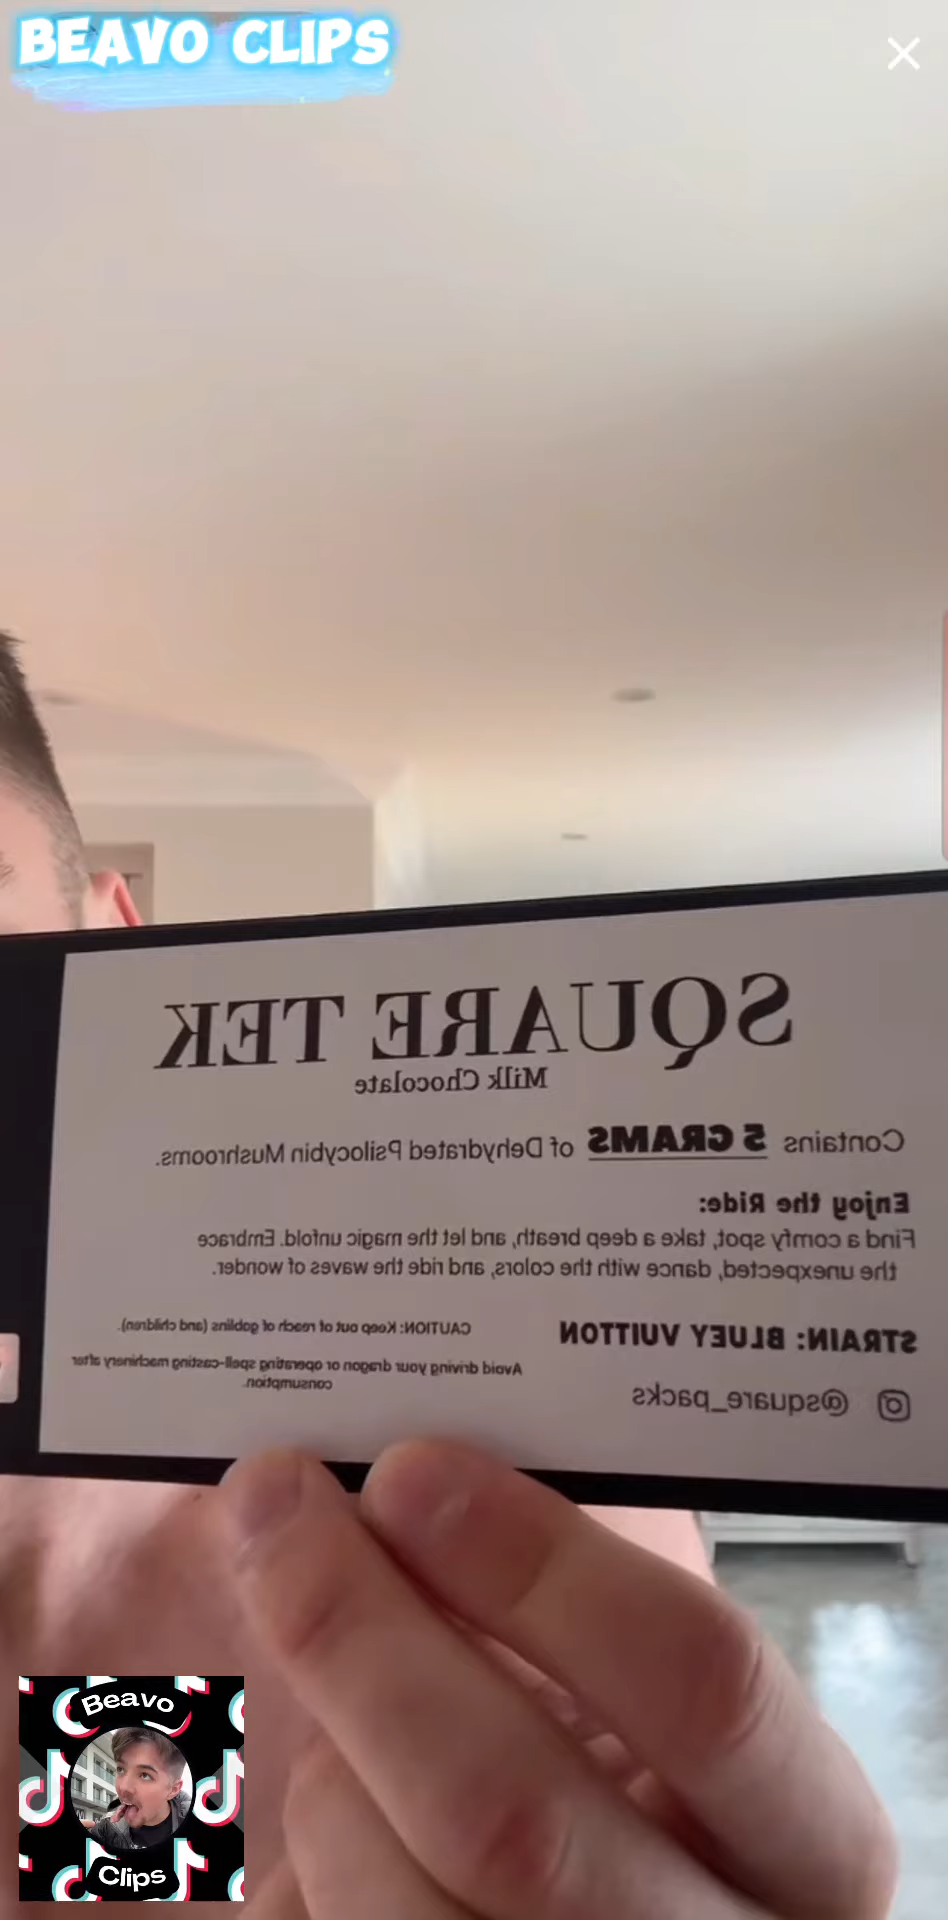 BEAVO CLIPS
SQUARE TEK
Milk Chocolate
Contains 5 GRAMS of Dehydrated Psilocybin Mushrooms.
Enjoy the Ride:
Find a comfy spot, take a deep breath, and let the magic unfold. Embrace
the unexpected, dance with the colors, and ride the waves of wonder.
STRAIN: BLUEY VUITTON
@square_packs
CAUTION: Keep out of reach of goblins (and children).
Avoid driving your dragon or operating spell-casting machinery after
consumption.
Beavo
Clips